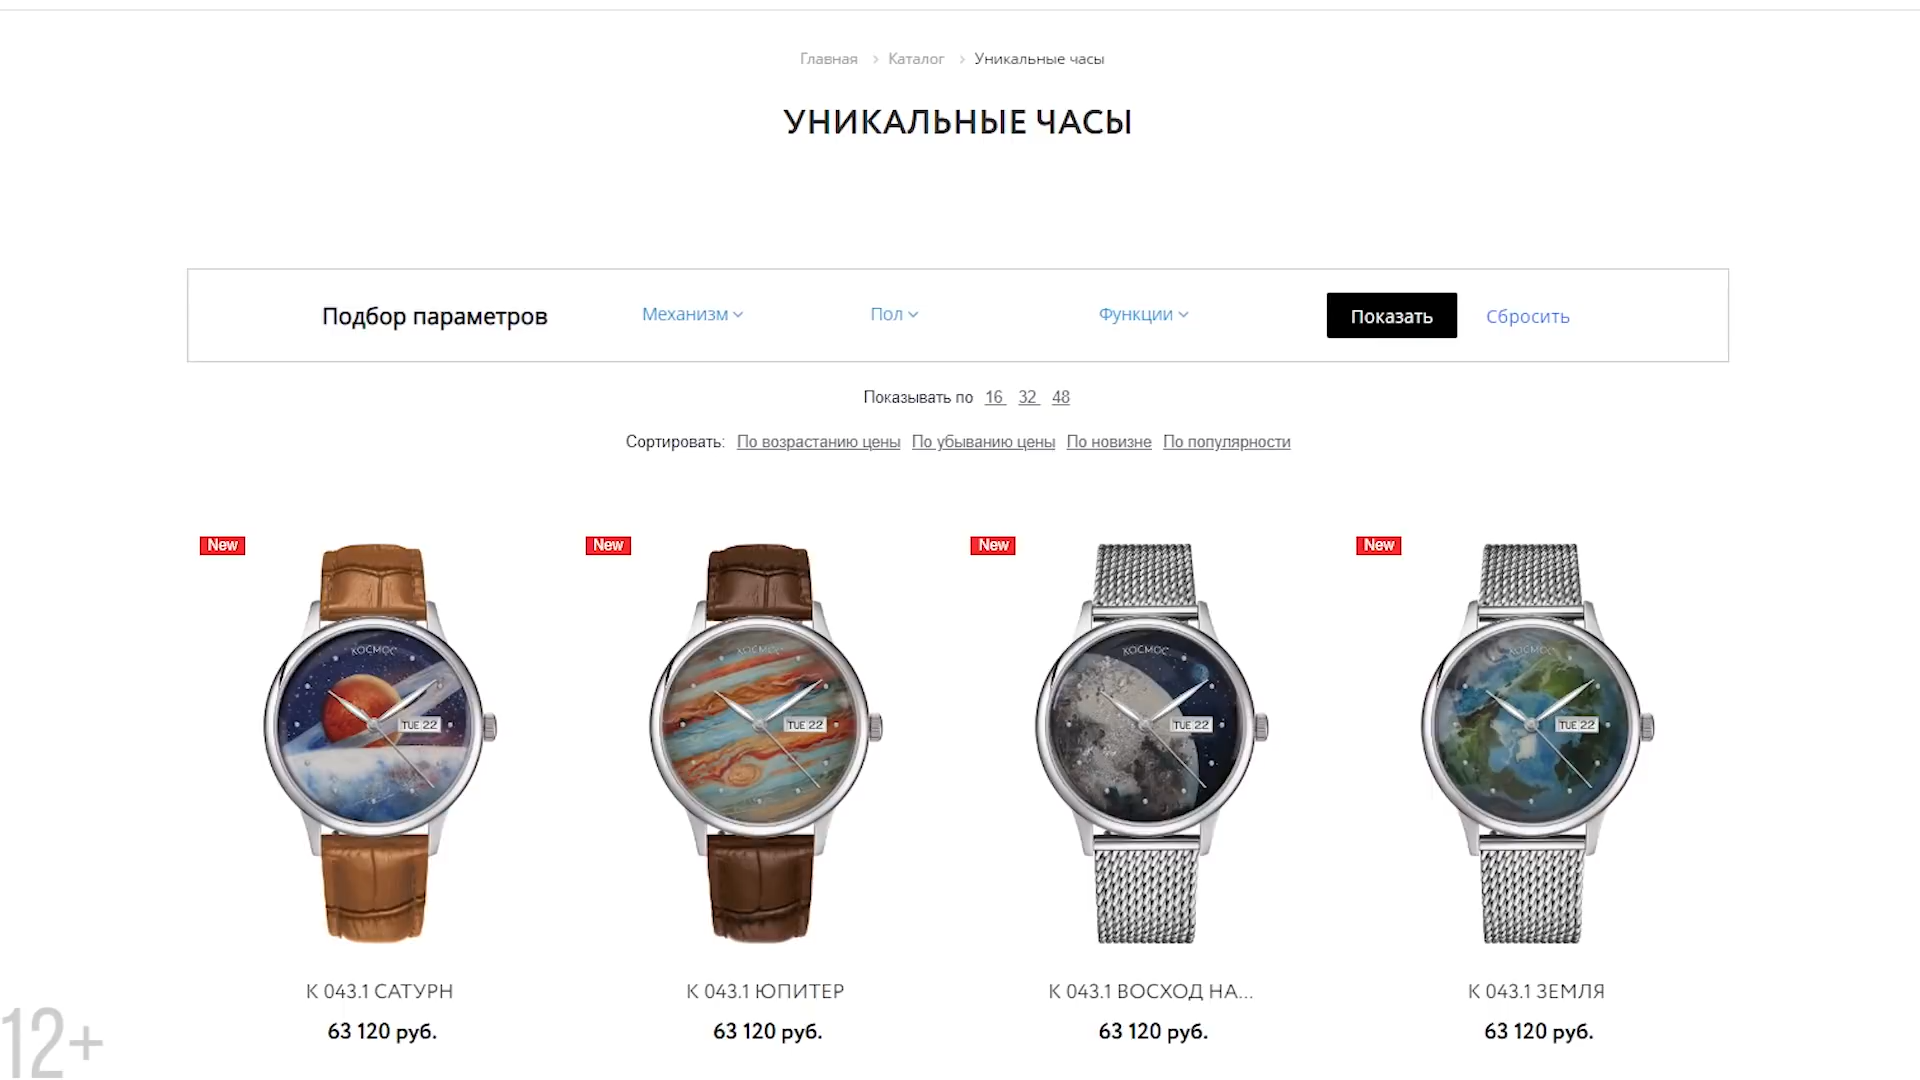 Главная > Каталог > Уникальные часы
УНИКАЛЬНЫЕ ЧАСЫ
Подбор параметров Механизм Пол Функции Показать Сбросить
Показывать по 16 32 48
Сортировать: По возрастанию цены По убыванию цены По новизне По популярности
New New New New
КОСМОС КОСМОС КОСМОС КОСМОС
TUE 22 TUE 22 TUE 22 TUE 22
К 043.1 САТУРН К 043.1 ЮПИТЕР К 043.1 ВОСХОД НА... К 043.1 ЗЕМЛЯ
63 120 руб. 63 120 руб. 63 120 руб. 63 120 руб.
12+